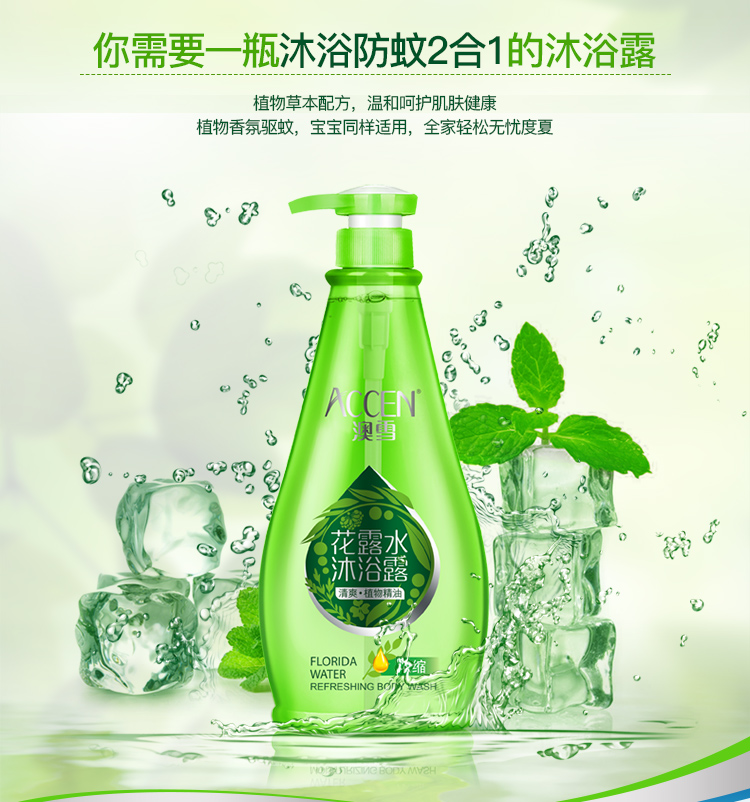 你需要一瓶沐浴防蚊2合1的沐浴露
植物草本配方，温和呵护肌肤健康
植物香氛驱蚊，宝宝同样适用，全家轻松无忧度夏
ACCEN®
澳雪
花露水
沐浴露
清爽·植物精油
FLORIDA
WATER
缩
REFRESHING BODY WASH